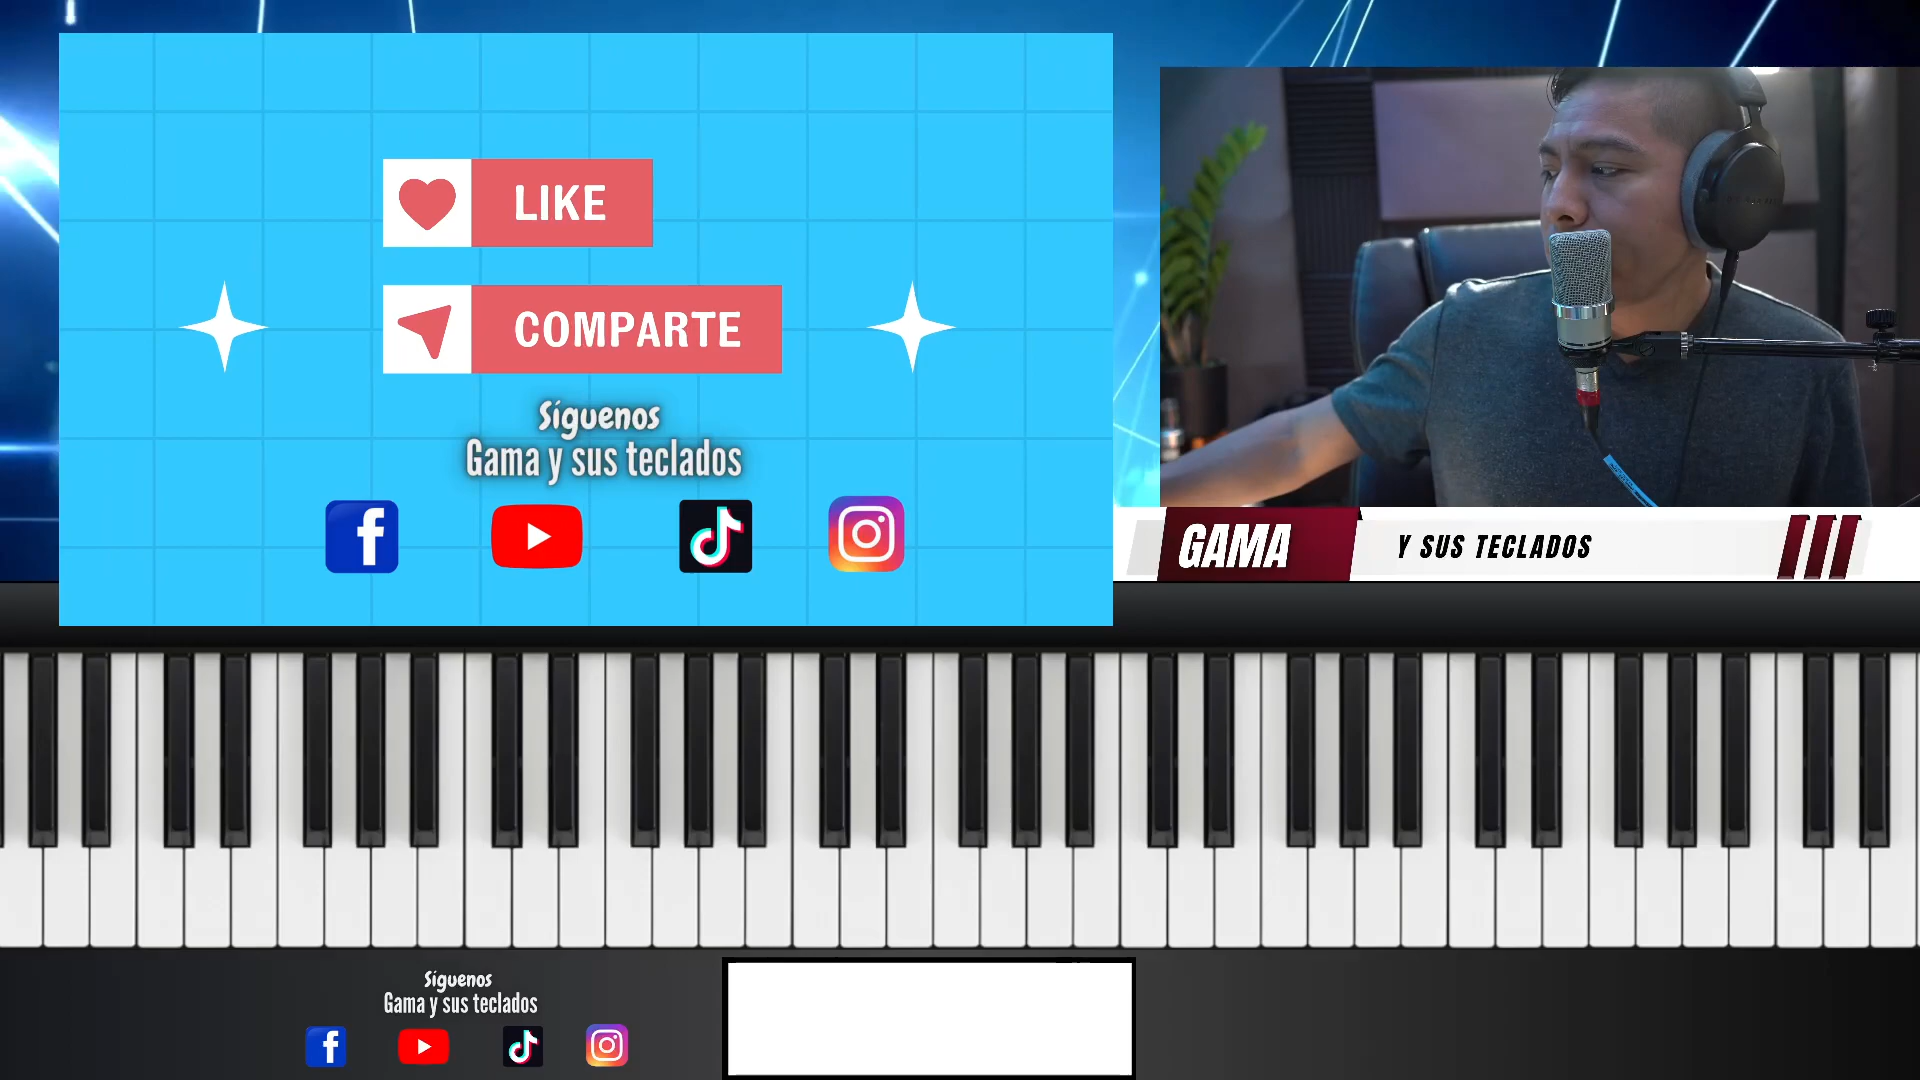 LIKE
COMPARTE
Síguenos
Gama y sus teclados
GAMA
Y SUS TECLADOS
Síguenos
Gama y sus teclados